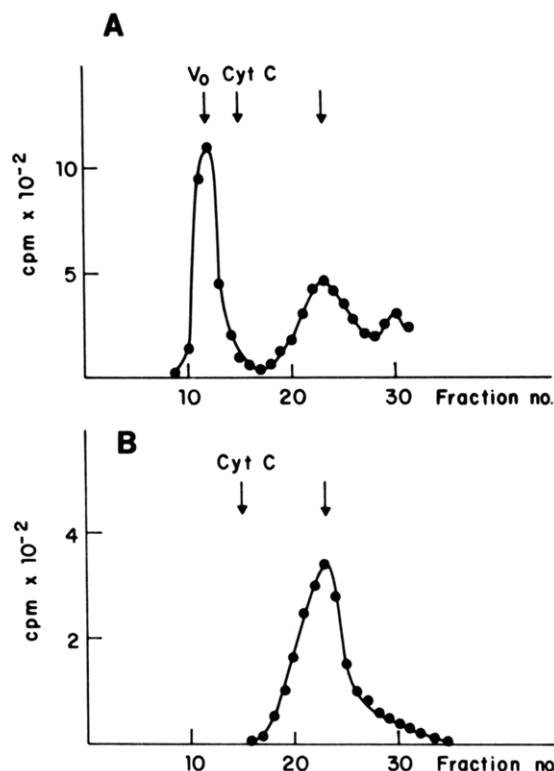 A
V₀ Cyt C
cpm x 10⁻²
10
5
10 20 30 Fraction no.
B
Cyt C
cpm x 10⁻²
4
2
10 20 30 Fraction no.